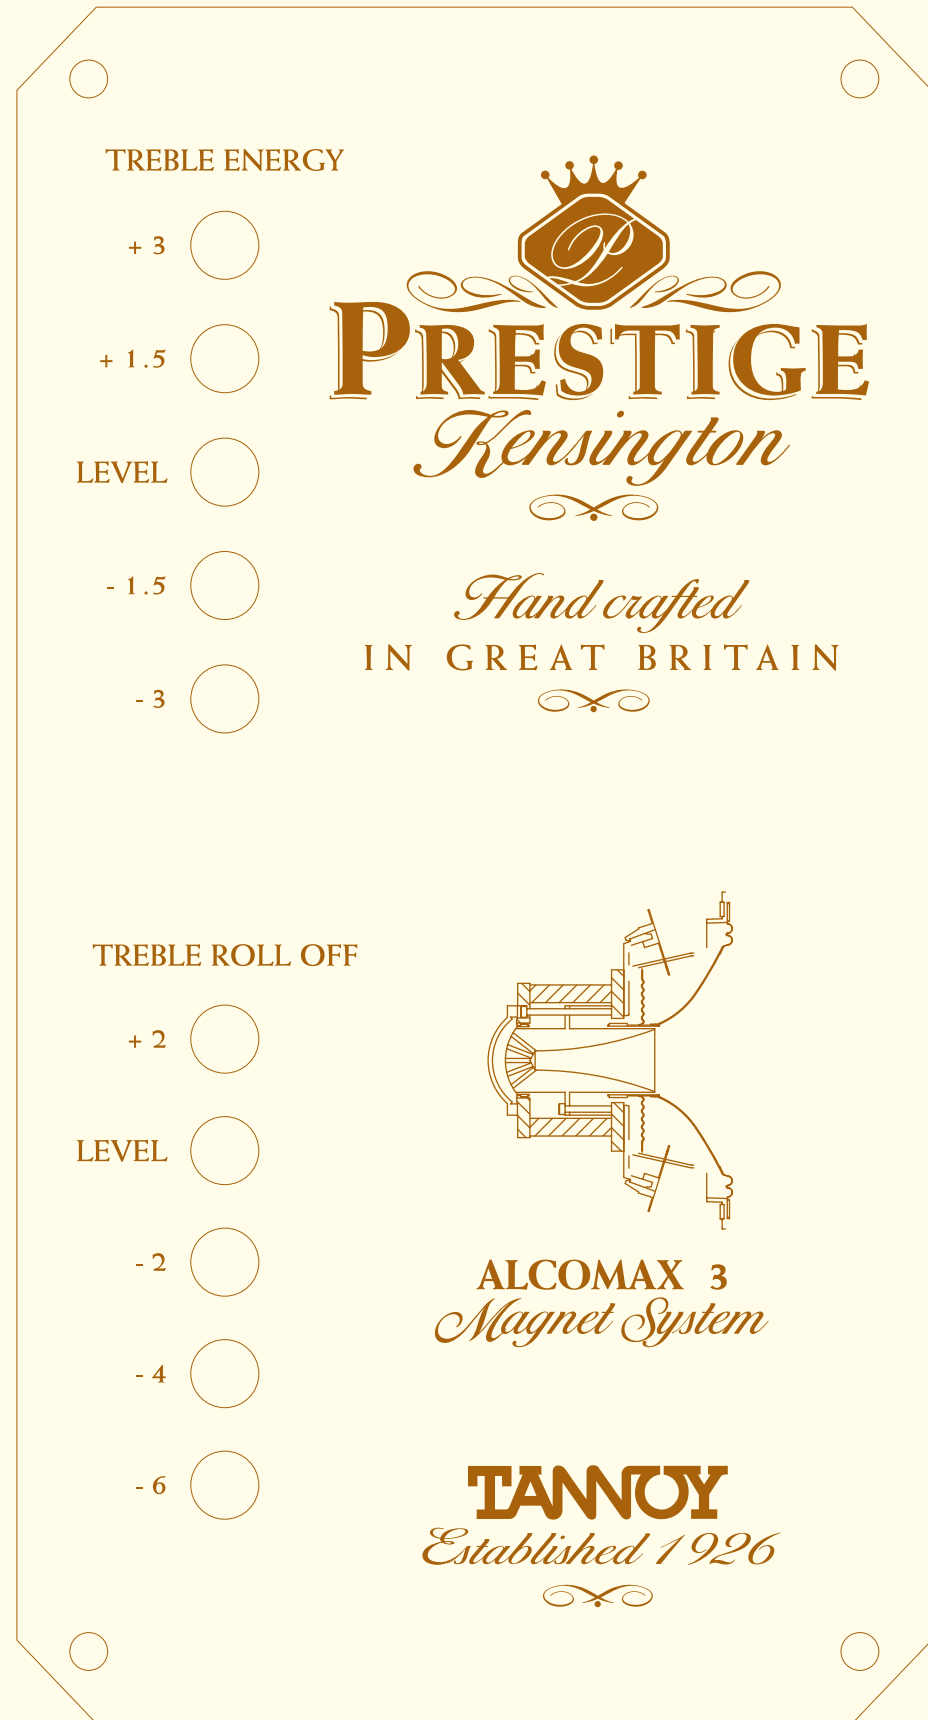 TREBLE ENERGY
+ 3
+ 1.5
LEVEL
- 1.5
- 3
P
PRESTIGE
Kensington
Hand crafted
IN GREAT BRITAIN
TREBLE ROLL OFF
+ 2
LEVEL
- 2
- 4
- 6
ALCOMAX 3
Magnet System
TANNOY
Established 1926